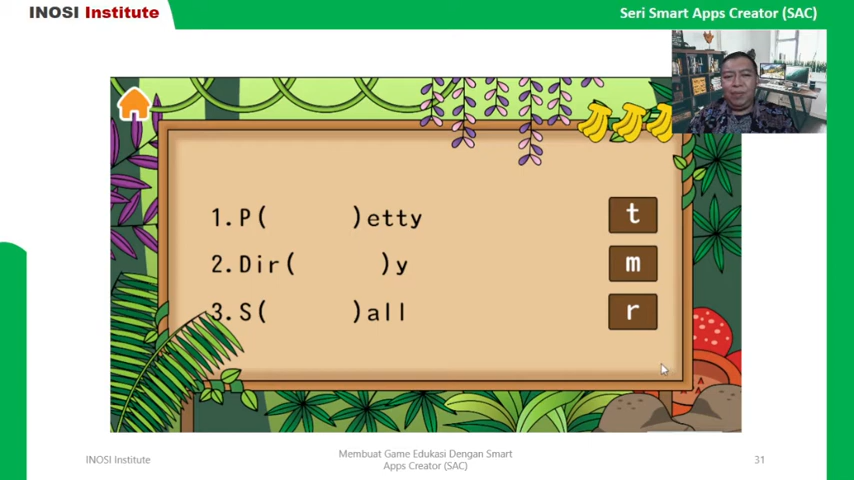 INOSI Institute
Seri Smart Apps Creator (SAC)
1.P( )etty
t
2.Dir( )y
m
3.S( )all
r
INOSI Institute
Membuat Game Edukasi Dengan Smart
Apps Creator (SAC)
31